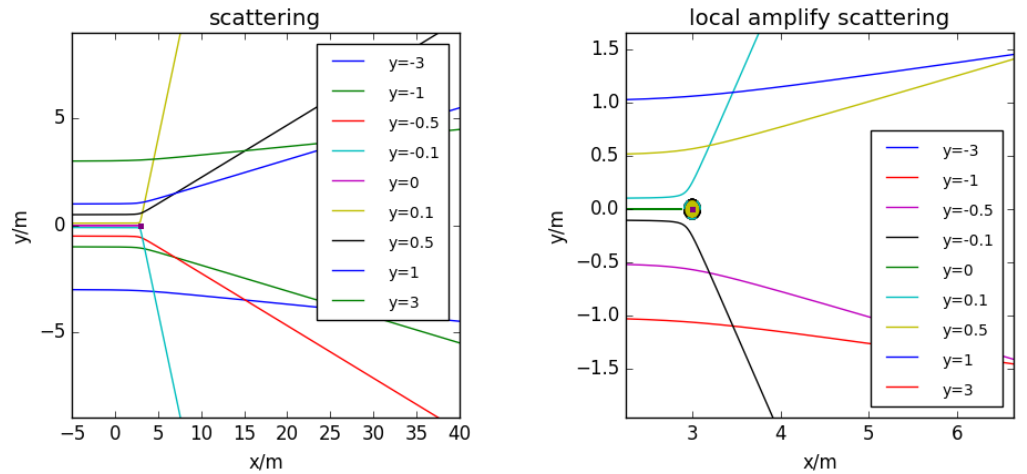 scattering
y/m
5
0
−5
−5 0 5 10 15 20 25 30 35 40
x/m
y=-3
y=-1
y=-0.5
y=-0.1
y=0
y=0.1
y=0.5
y=1
y=3
local amplify scattering
y/m
1.5
1.0
0.5
0.0
−0.5
−1.0
−1.5
3 4 5 6
x/m
y=-3
y=-1
y=-0.5
y=-0.1
y=0
y=0.1
y=0.5
y=1
y=3